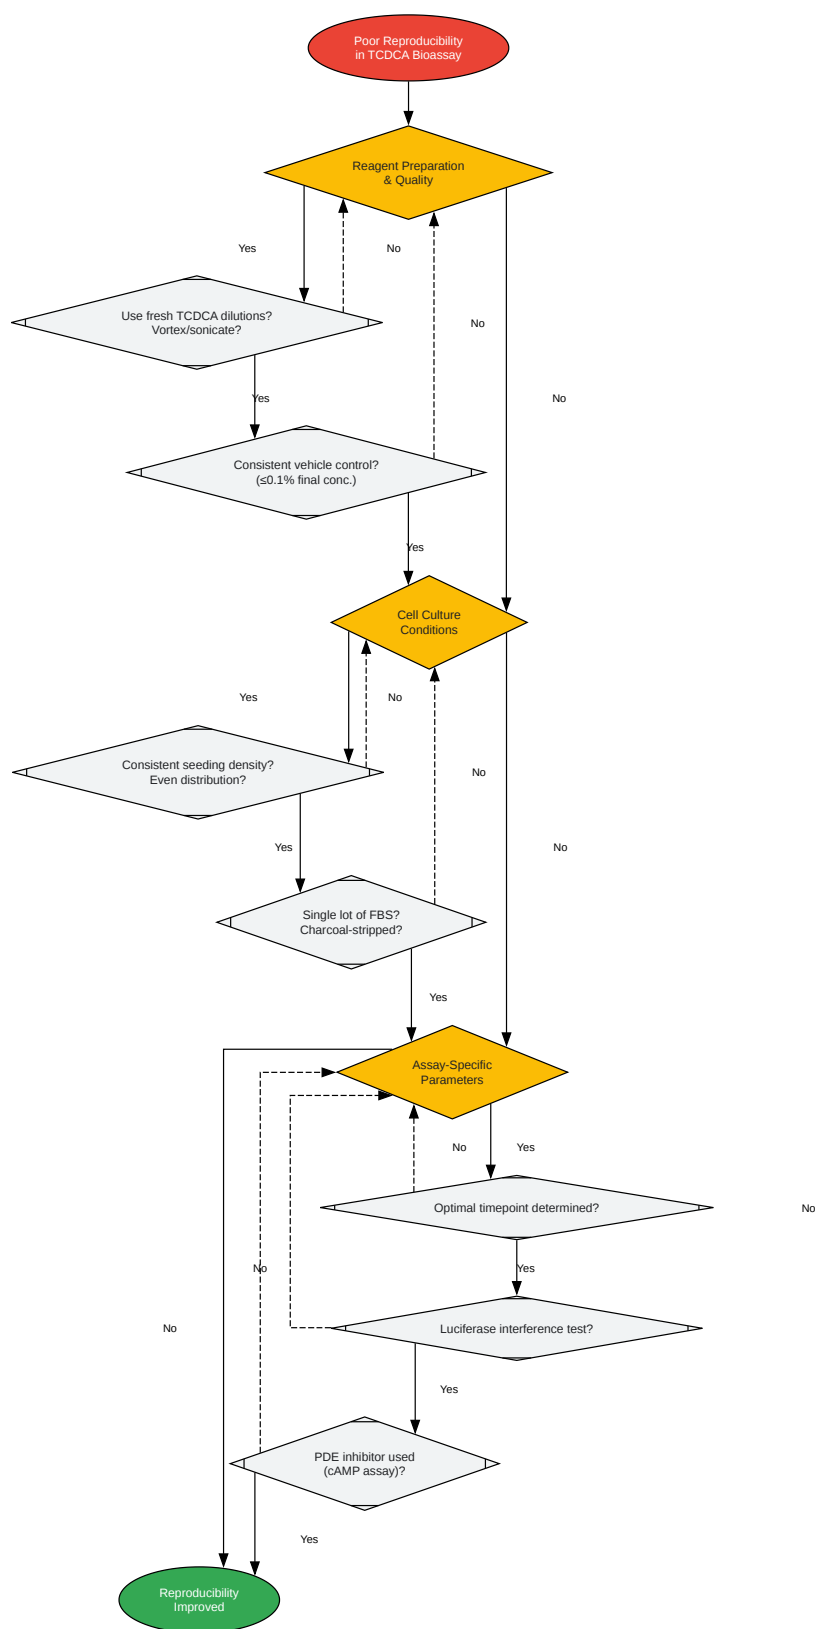 Poor Reproducibility
in TCDCA Bioassay
Reagent Preparation
& Quality
Yes
No
Use fresh TCDCA dilutions?
Vortex/sonicate?
No
Yes
No
Consistent vehicle control?
(≤0.1% final conc.)
Yes
Cell Culture
Conditions
Yes
No
Consistent seeding density?
Even distribution?
No
Yes
No
Single lot of FBS?
Charcoal-stripped?
Yes
Assay-Specific
Parameters
No
Yes
Optimal timepoint determined?
No
No
Yes
No
Luciferase interference test?
Yes
PDE inhibitor used
(cAMP assay)?
Yes
Reproducibility
Improved